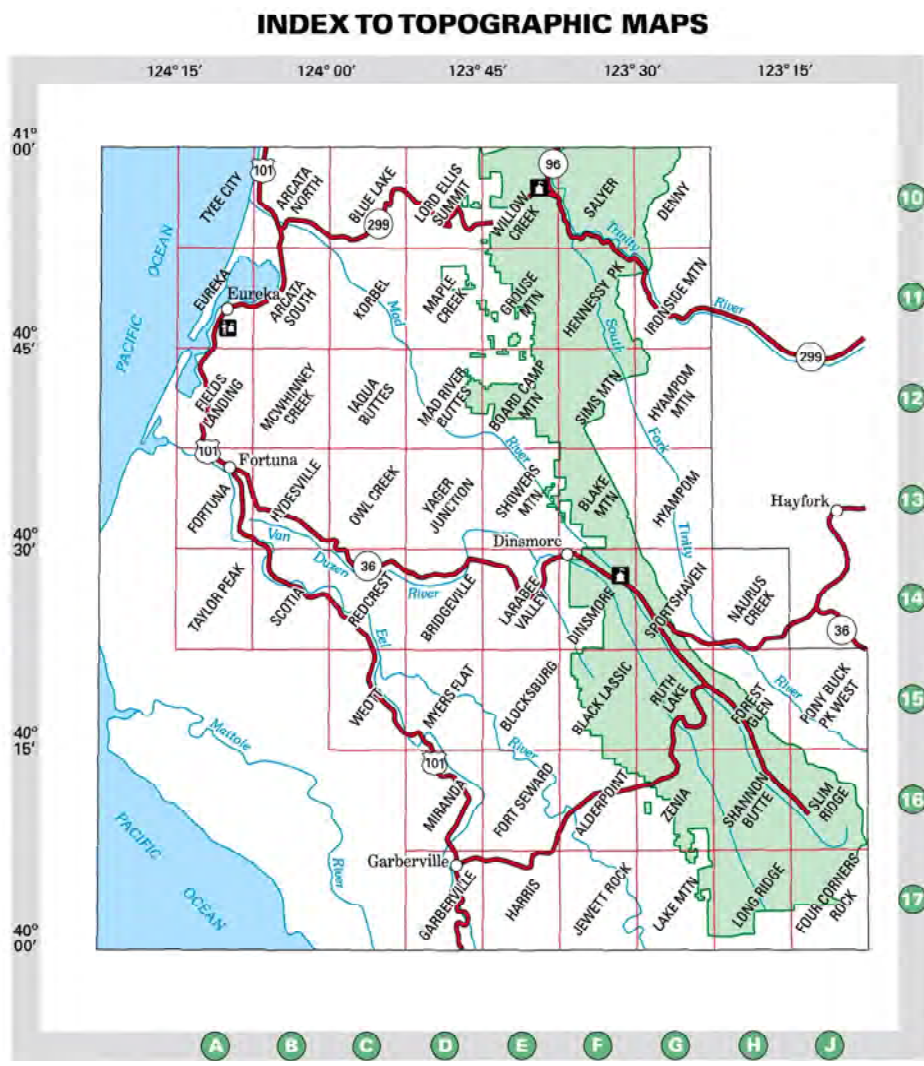 INDEX TO TOPOGRAPHIC MAPS
124° 15′ 124° 00′ 123° 45′ 123° 30′ 123° 15′
41°
00′
96
101
TYEE CITY
ARCATA
NORTH
BLUE LAKE
LORD ELLIS
SUMMIT
WILLOW
CREEK
SALYER
DENNY
10
299
Trinity
OCEAN
EUREKA
Eureka
ARCATA
SOUTH
KORBEL
Mad
MAPLE
CREEK
GROUSE
MTN
HENNESSY PK
South
IRONSIDE MTN
River
11
PACIFIC
40°
45′
299
FIELDS
LANDING
MCWHINNEY
CREEK
IAQUA
BUTTES
MAD RIVER
BUTTES
BOARD CAMP
MTN
SIMS MTN
HYAMPOM
MTN
12
River
Fork
101
Fortuna
FORTUNA
HYDESVILLE
OWL CREEK
YAGER
JUNCTION
SHOWERS
MTN
BLAKE
MTN
HYAMPOM
Hayfork
13
Tinity
40°
30′
Van
Duzen
River
Dinsmore
36
TAYLOR PEAK
SCOTIA
REDCREST
BRIDGEVILLE
LARABEE
VALLEY
DINSMORE
SPORTSHAVEN
NAURUS
CREEK
14
36
Eel
WEOTT
MYERS FLAT
BLOCKSBURG
BLACK LASSIC
RUTH
LAKE
FOREST
GLEN
River
PONY BUCK
PK WEST
15
40°
15′
Mattole
River
101
MIRANDA
FORT SEWARD
ALDERPOINT
ZENIA
SHANNON
BUTTE
SLIM
RIDGE
16
PACIFIC
River
Garberville
OCEAN
GARBERVILLE
HARRIS
JEWETT ROCK
LAKE MTN
LONG RIDGE
FOUR CORNERS
ROCK
17
40°
00′
A B C D E F G H J